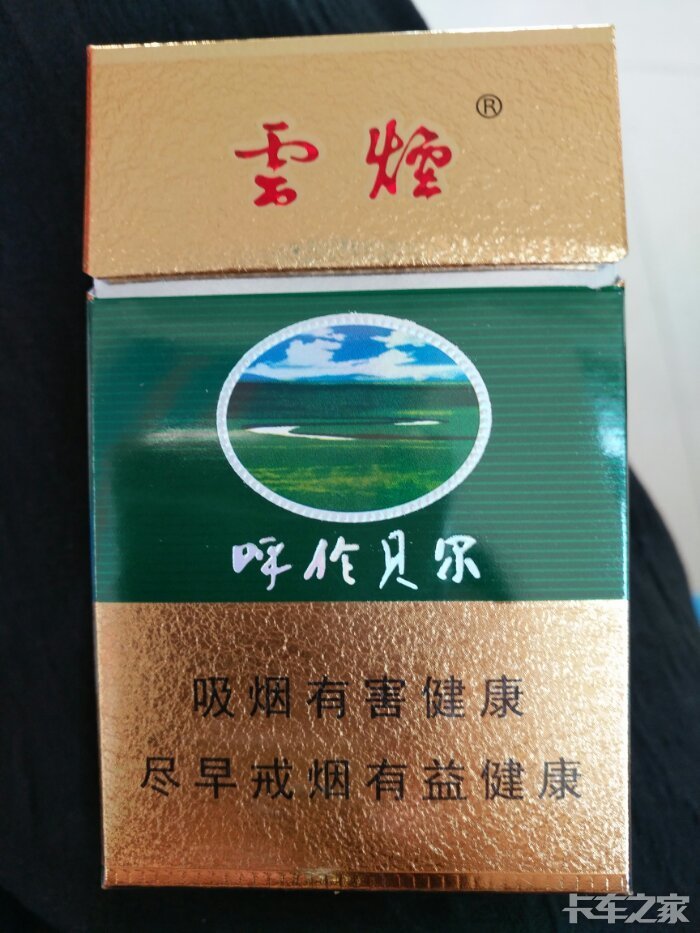 雲煙®
呼伦贝尔
吸烟有害健康
尽早戒烟有益健康
卡车之家